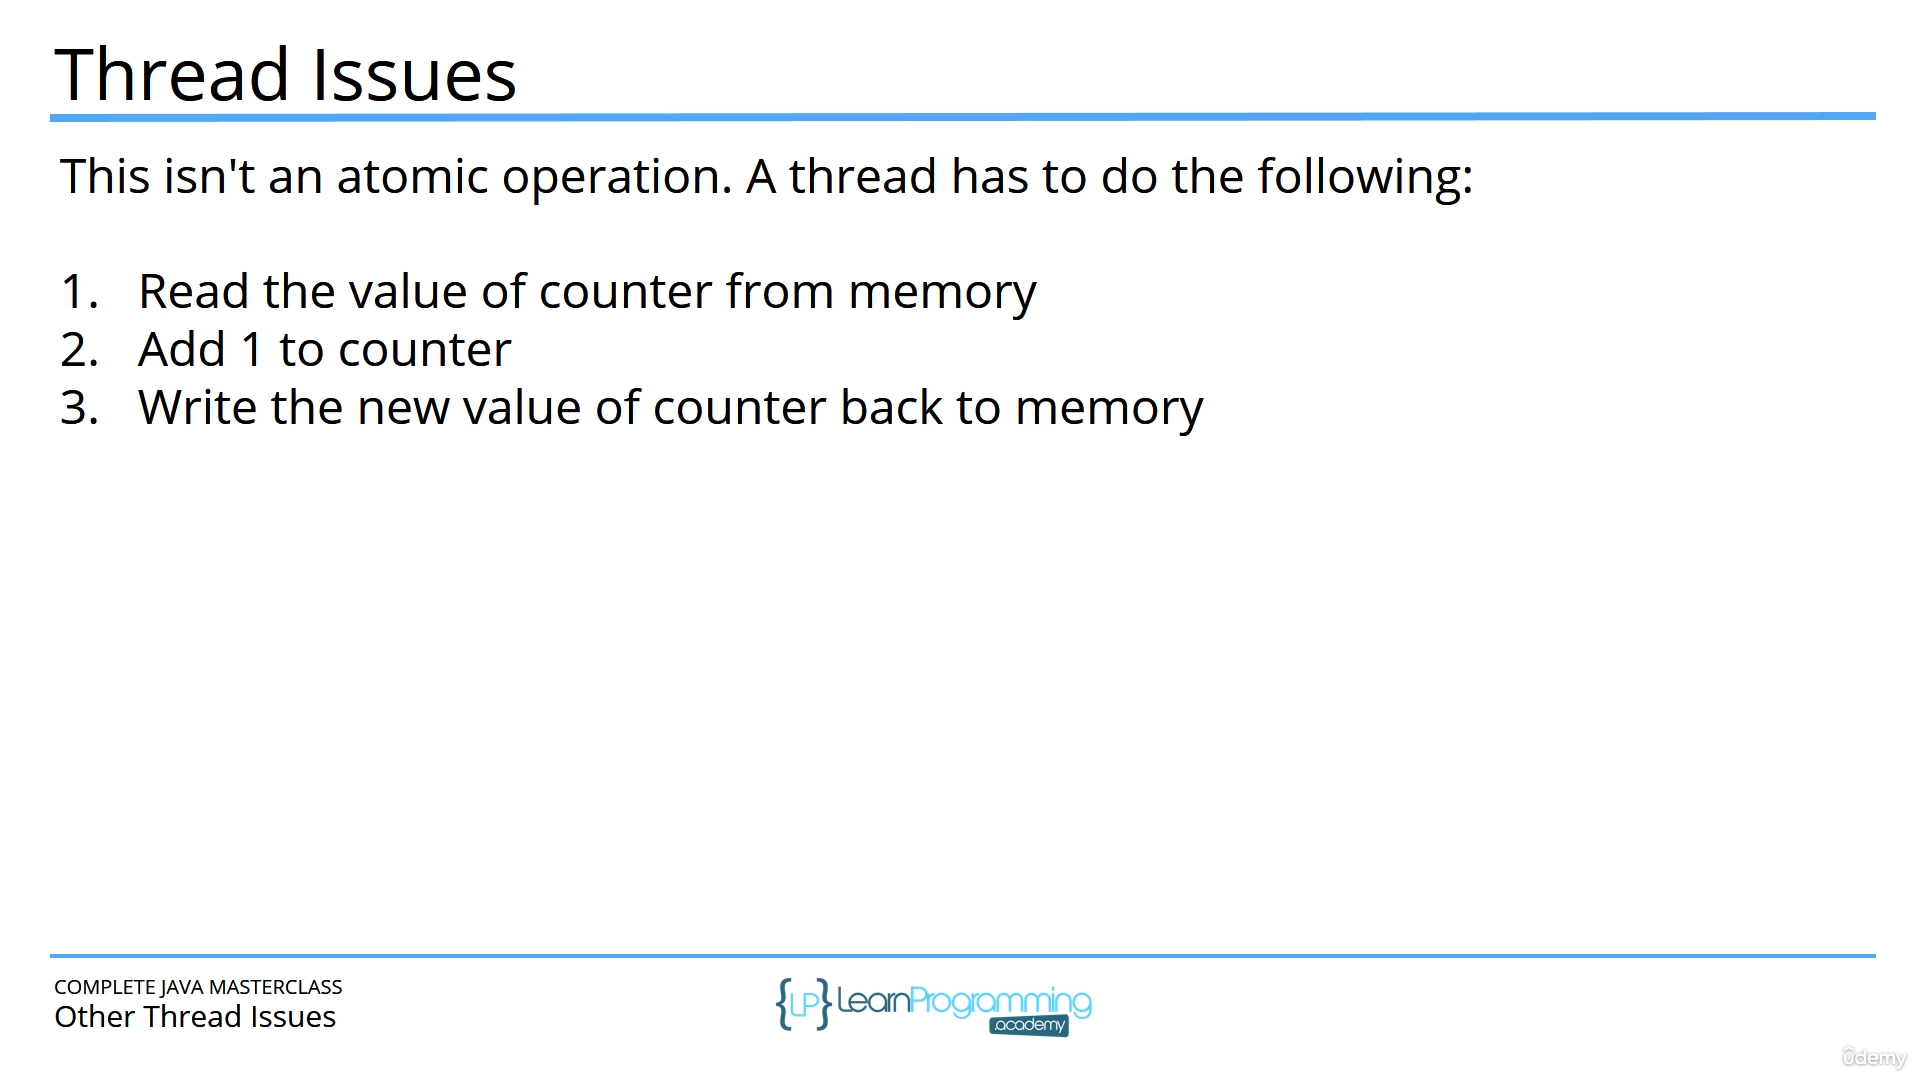 Thread Issues
This isn't an atomic operation. A thread has to do the following:
1. Read the value of counter from memory
2. Add 1 to counter
3. Write the new value of counter back to memory
COMPLETE JAVA MASTERCLASS
Other Thread Issues
{LP} LearnProgramming
.academy
ûdemy